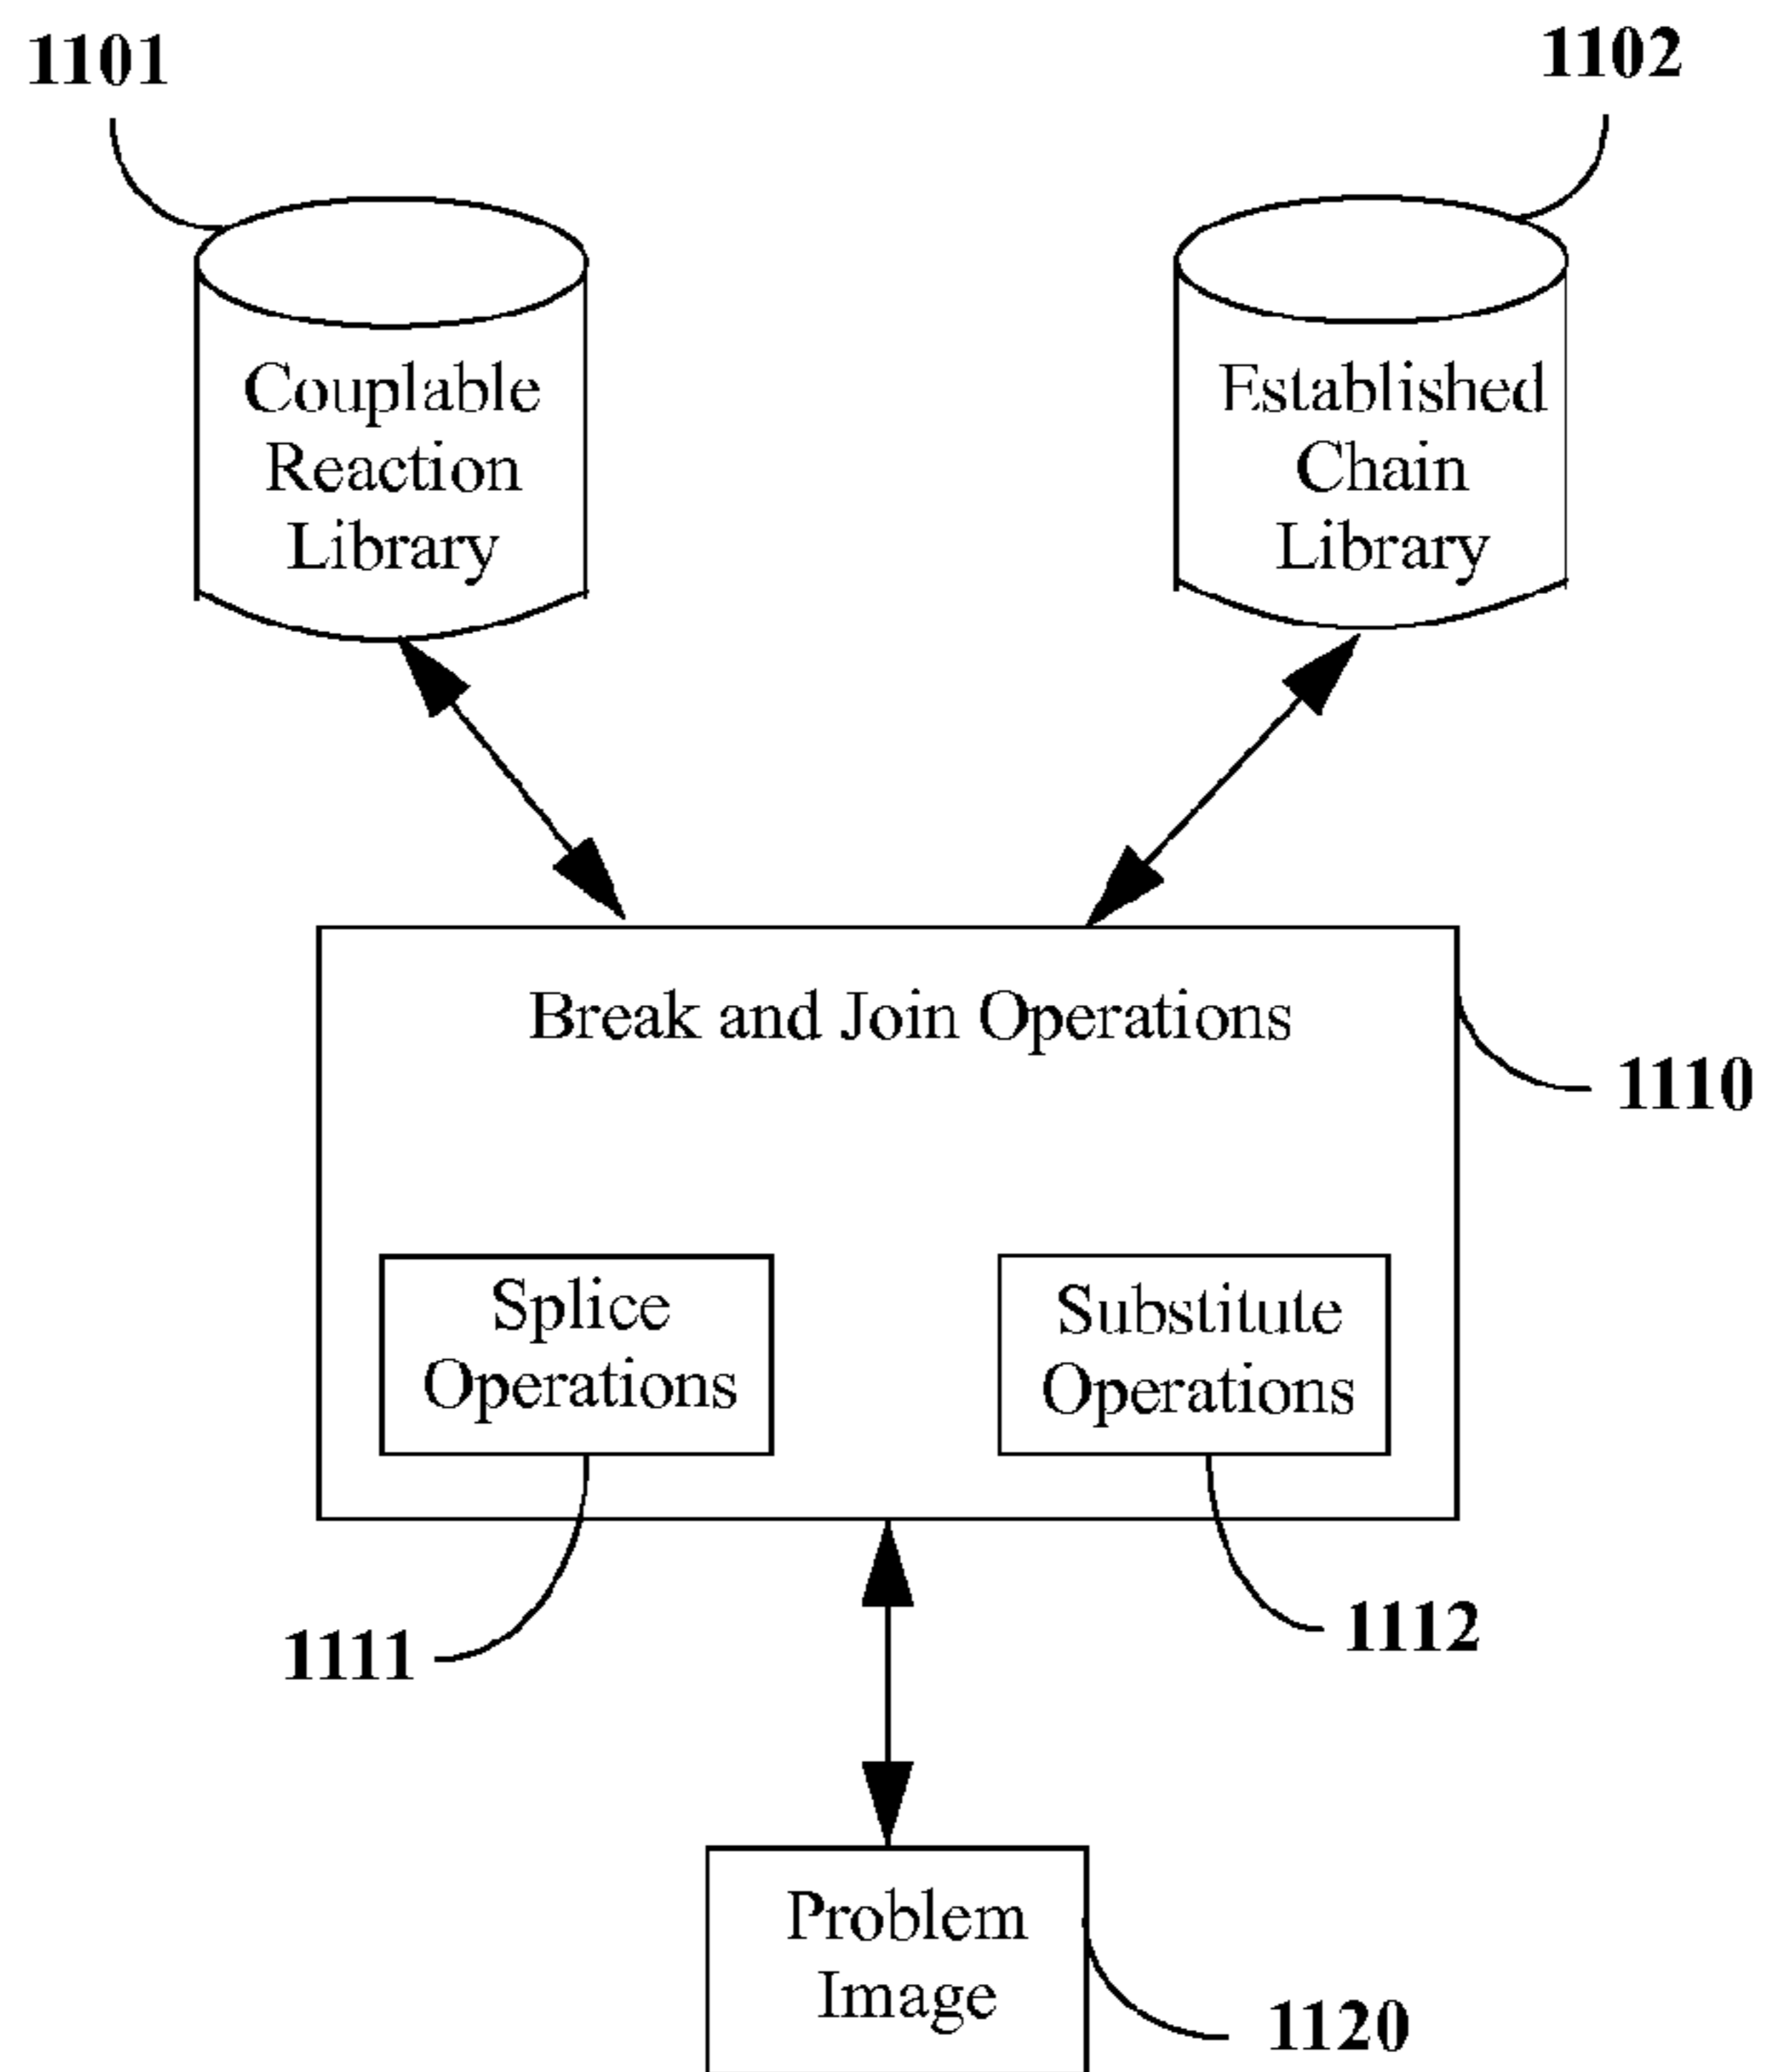 1101
1102
Couplable
Reaction
Library
Established
Chain
Library
Break and Join Operations
1110
Splice
Operations
Substitute
Operations
1111
1112
Problem
Image
1120